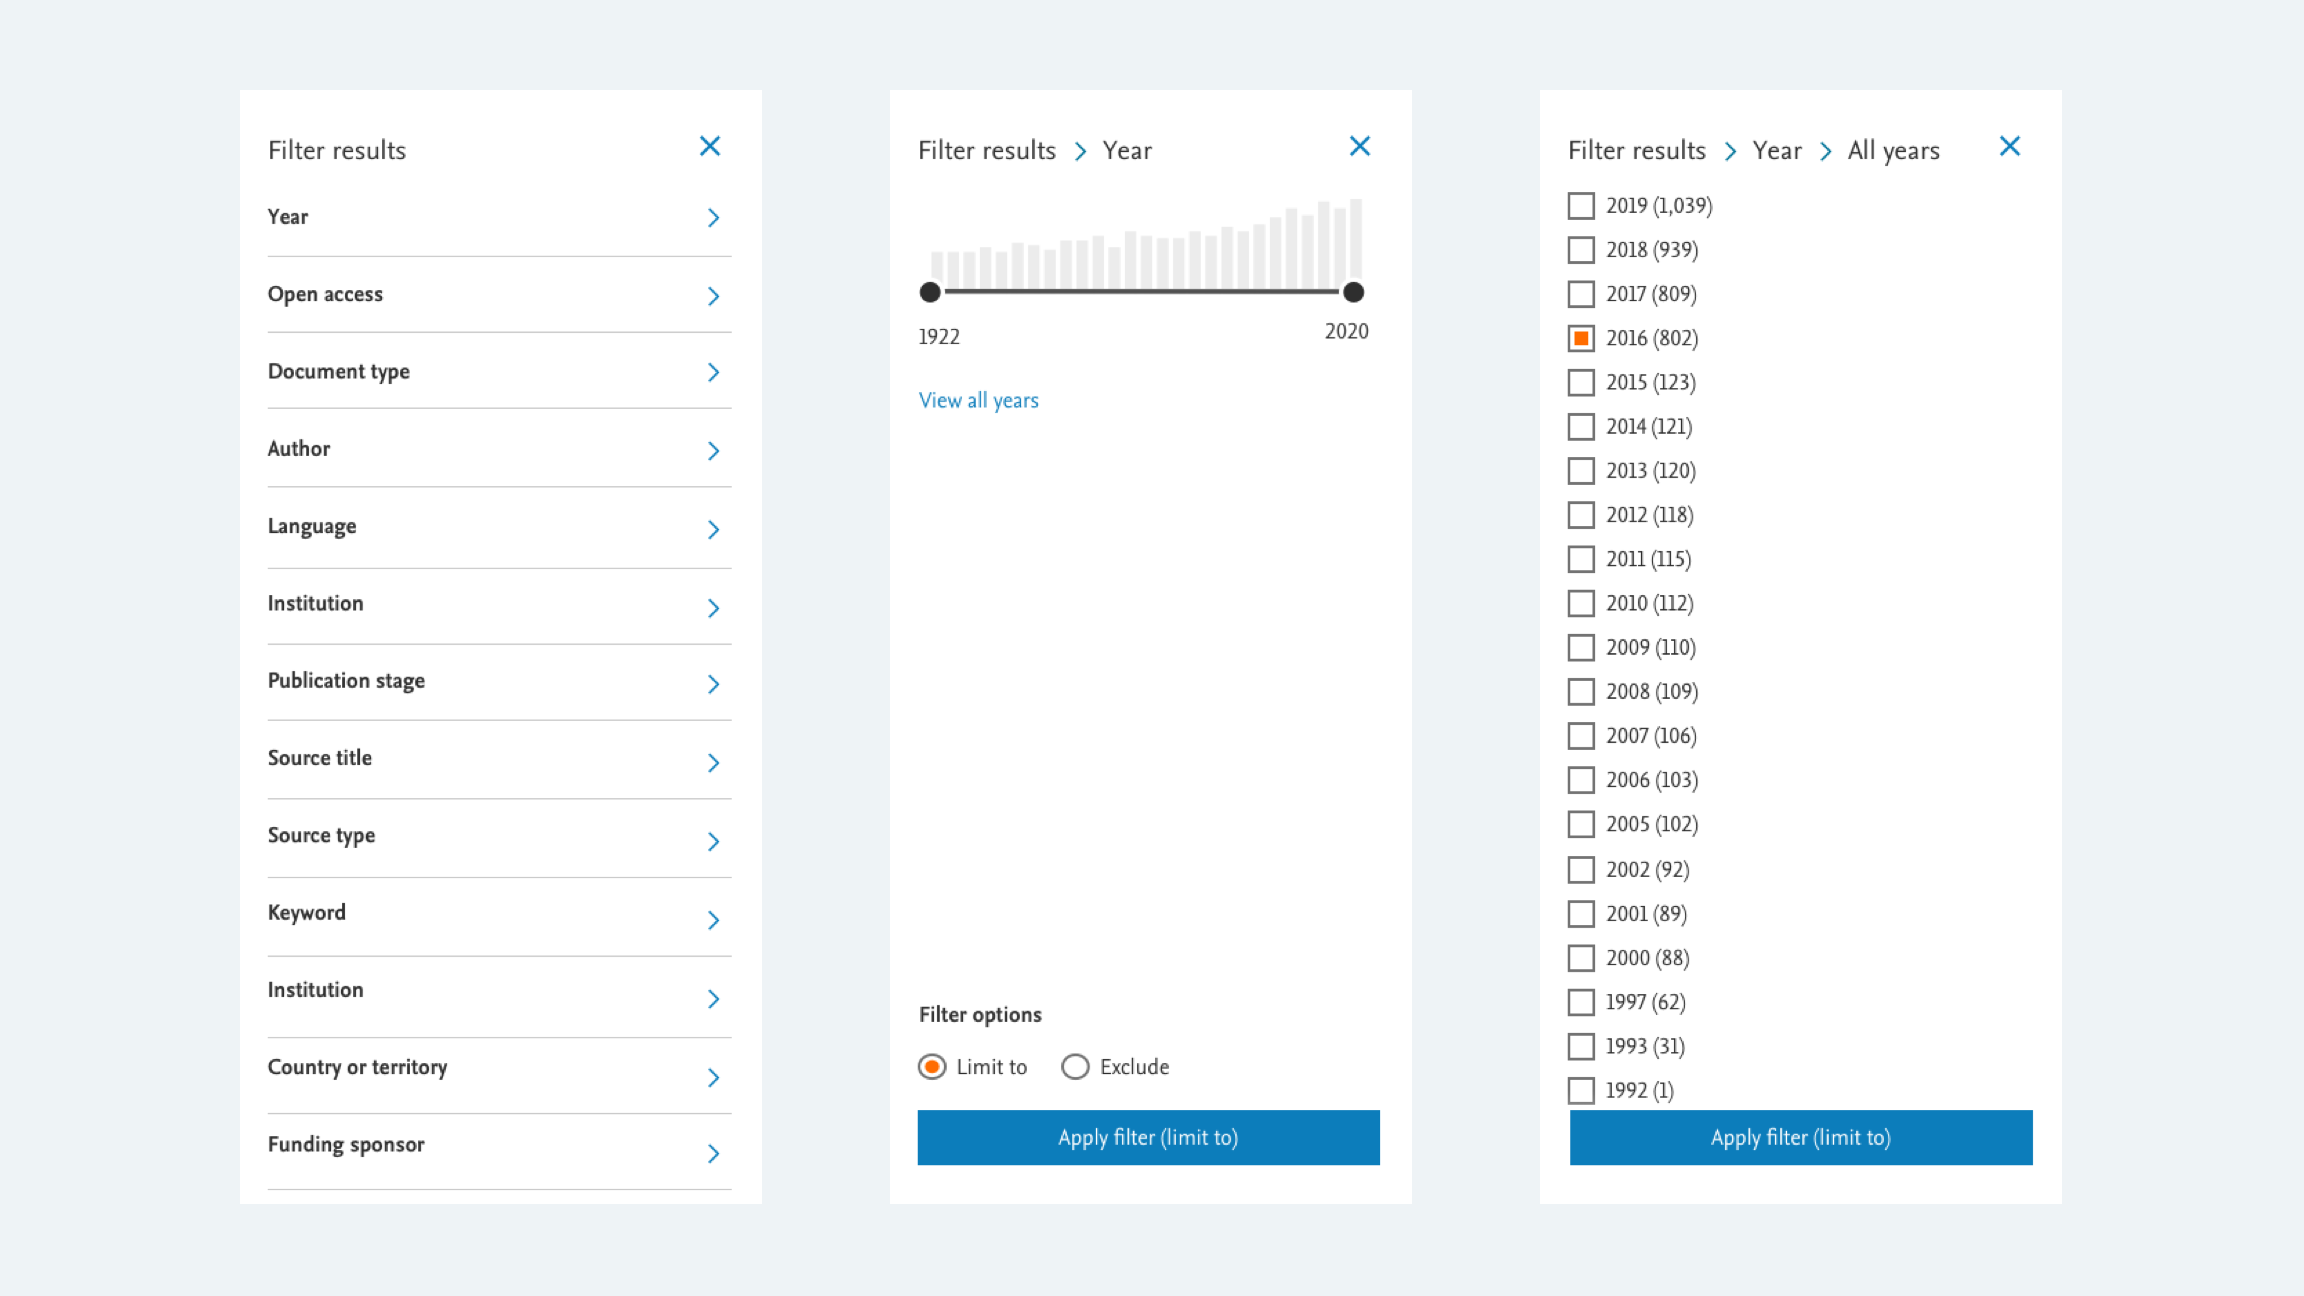 Filter results
Year
Open access
Document type
Author
Language
Institution
Publication stage
Source title
Source type
Keyword
Institution
Country or territory
Funding sponsor
Filter results > Year
1922
2020
View all years
Filter options
Limit to
Exclude
Apply filter (limit to)
Filter results > Year > All years
2019 (1,039)
2018 (939)
2017 (809)
2016 (802)
2015 (123)
2014 (121)
2013 (120)
2012 (118)
2011 (115)
2010 (112)
2009 (110)
2008 (109)
2007 (106)
2006 (103)
2005 (102)
2002 (92)
2001 (89)
2000 (88)
1997 (62)
1993 (31)
1992 (1)
Apply filter (limit to)